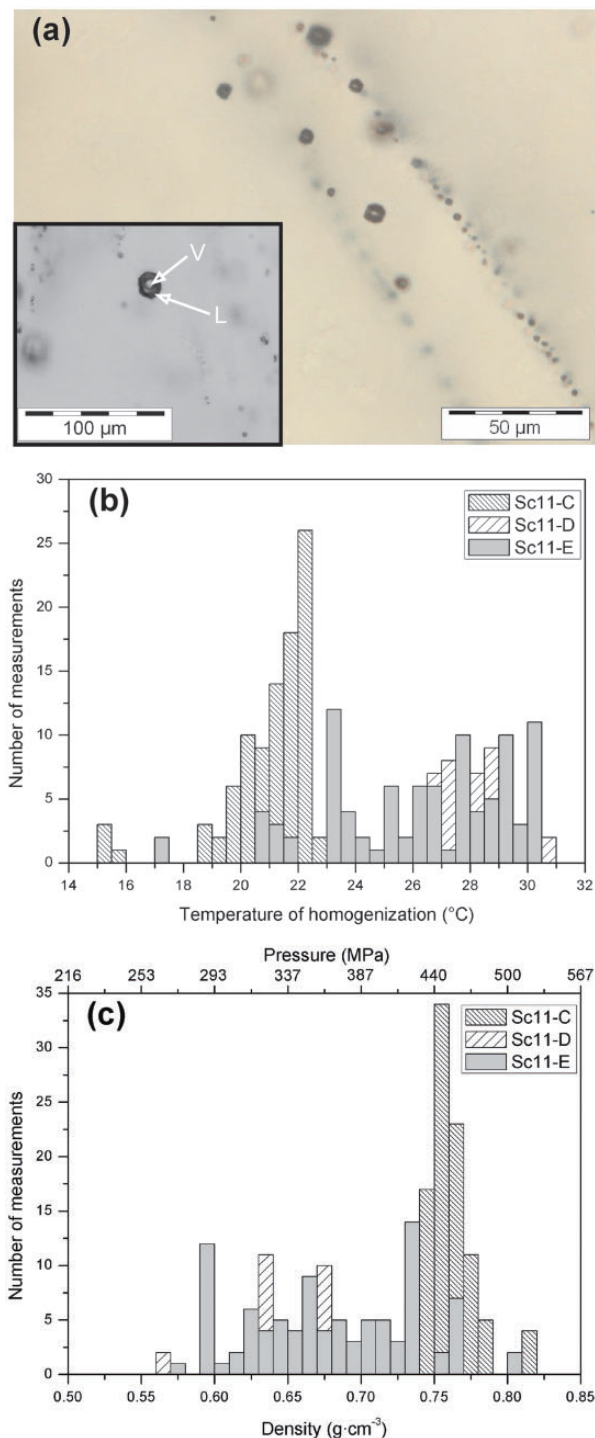 (a)
V
L
100 µm
50 µm
(b)
Sc11-C
Sc11-D
Sc11-E
Number of measurements
30
25
20
15
10
5
0
14 16 18 20 22 24 26 28 30 32
Temperature of homogenization (°C)
Pressure (MPa)
216 263 293 337 387 440 500 567
(c)
Sc11-C
Sc11-D
Sc11-E
Number of measurements
35
30
25
20
15
10
5
0
0.50 0.55 0.60 0.65 0.70 0.75 0.80 0.85
Density (g·cm⁻³)